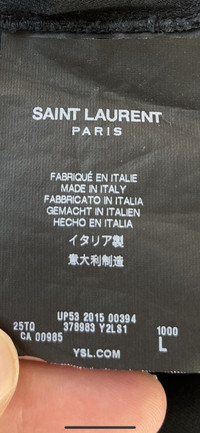 SAINT LAURENT
PARIS
FABRIQUÉ EN ITALIE
MADE IN ITALY
FABBRICATO IN ITALIA
GEMACHT IN ITALIEN
HECHO EN ITALIA
イタリア製
意大利制造
UP53 2015 00394
25TQ 378983 Y2LS1 1000
CA 00985 L
YSL.COM